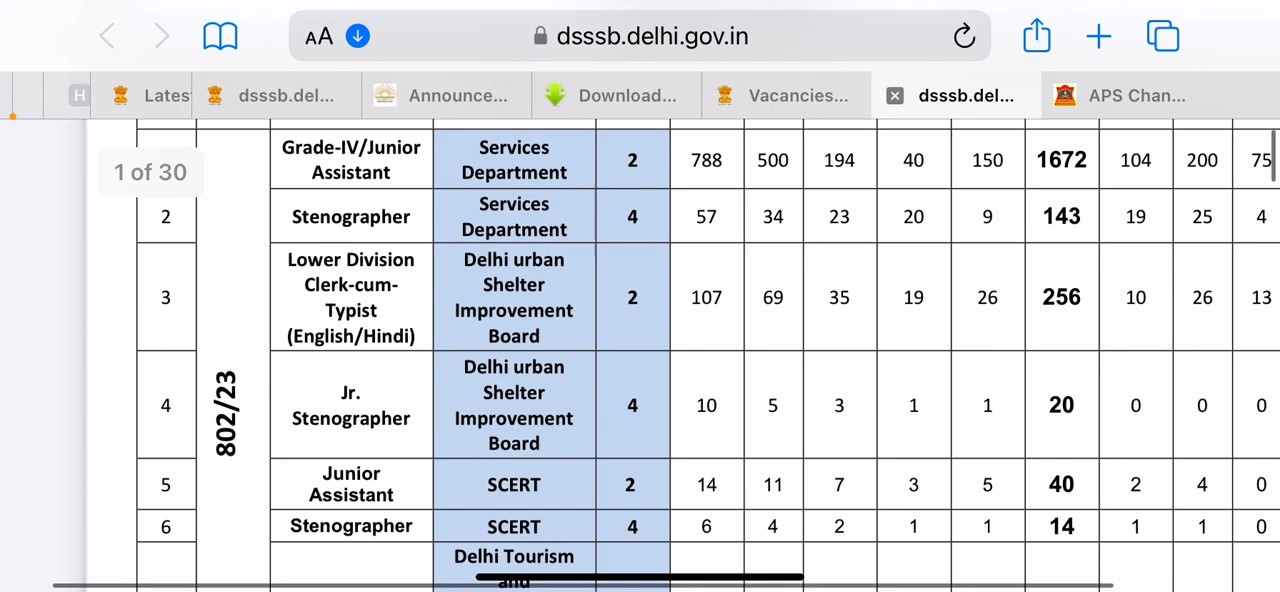 AA dsssb.delhi.gov.in
H Lates dsssb.del... Announce... Download... Vacancies... dsssb.del... APS Chan...
1 of 30
802/23
Grade-IV/Junior Assistant Services Department 2 788 500 194 40 150 1672 104 200 75
2 Stenographer Services Department 4 57 34 23 20 9 143 19 25 4
3 Lower Division Clerk-cum-Typist (English/Hindi) Delhi urban Shelter Improvement Board 2 107 69 35 19 26 256 10 26 13
4 Jr. Stenographer Delhi urban Shelter Improvement Board 4 10 5 3 1 1 20 0 0 0
5 Junior Assistant SCERT 2 14 11 7 3 5 40 2 4 0
6 Stenographer SCERT 4 6 4 2 1 1 14 1 1 0
Delhi Tourism
and